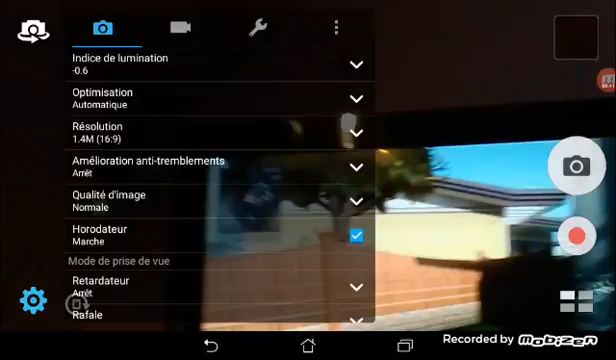 Indice de lumination
-0.6
Optimisation
Automatique
Résolution
1.4M (16:9)
Amélioration anti-tremblements
Arrêt
Qualité d'image
Normale
Horodateur
Marche
Mode de prise de vue
Retardateur
Arrêt
Rafale
Recorded by Mobizen